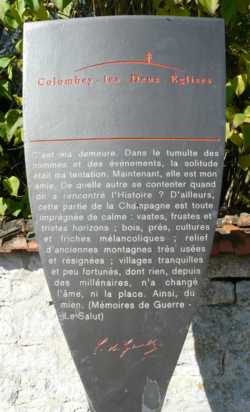 Colombey les Deux Eglises
C'est ma demeure. Dans le tumulte des
hommes et des événements, la solitude
était ma tentation. Maintenant, elle est mon
amie. De quelle autre se contenter quand
on a rencontré l'Histoire ? D'ailleurs,
cette partie de la Champagne est toute
imprégnée de calme : vastes, frustes et
tristes horizons ; bois, prés, cultures
et friches mélancoliques ; relief
d'anciennes montagnes très usées
et résignées ; villages tranquilles
et peu fortunés, dont rien, depuis
des millénaires, n'a changé
l'âme, ni la place. Ainsi, du
mien. (Mémoires de Guerre -
Le Salut)
C. de Gaulle